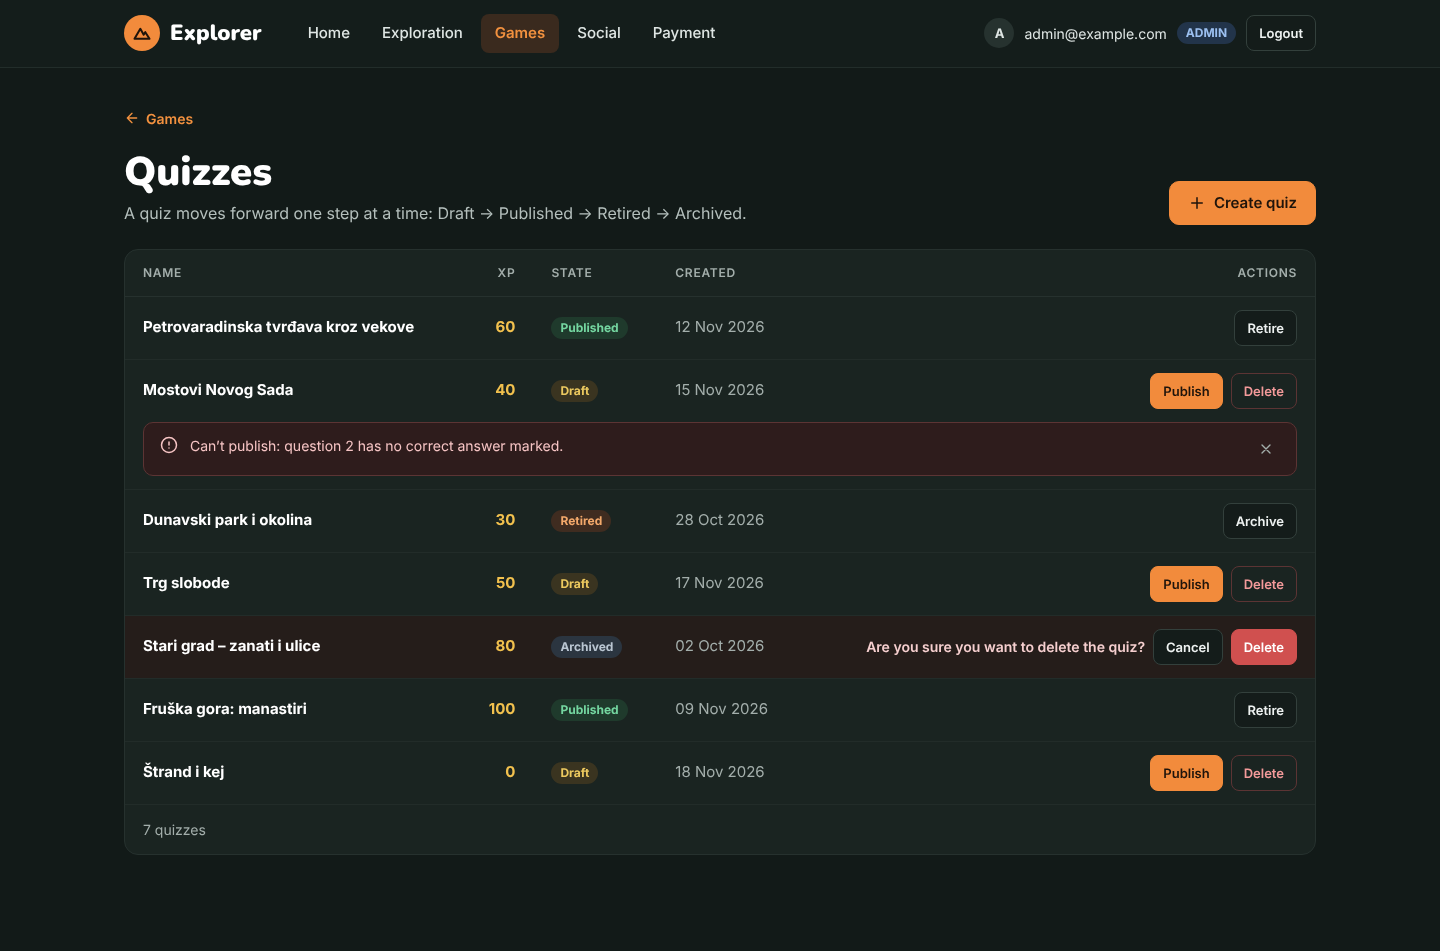 Explorer Home Exploration Games Social Payment A admin@example.com ADMIN Logout
← Games
Quizzes
A quiz moves forward one step at a time: Draft → Published → Retired → Archived.
+ Create quiz
NAME XP STATE CREATED ACTIONS
Petrovaradinska tvrđava kroz vekove 60 Published 12 Nov 2026 Retire
Mostovi Novog Sada 40 Draft 15 Nov 2026 Publish Delete
Can’t publish: question 2 has no correct answer marked.
Dunavski park i okolina 30 Retired 28 Oct 2026 Archive
Trg slobode 50 Draft 17 Nov 2026 Publish Delete
Stari grad – zanati i ulice 80 Archived 02 Oct 2026 Are you sure you want to delete the quiz? Cancel Delete
Fruška gora: manastiri 100 Published 09 Nov 2026 Retire
Štrand i kej 0 Draft 18 Nov 2026 Publish Delete
7 quizzes